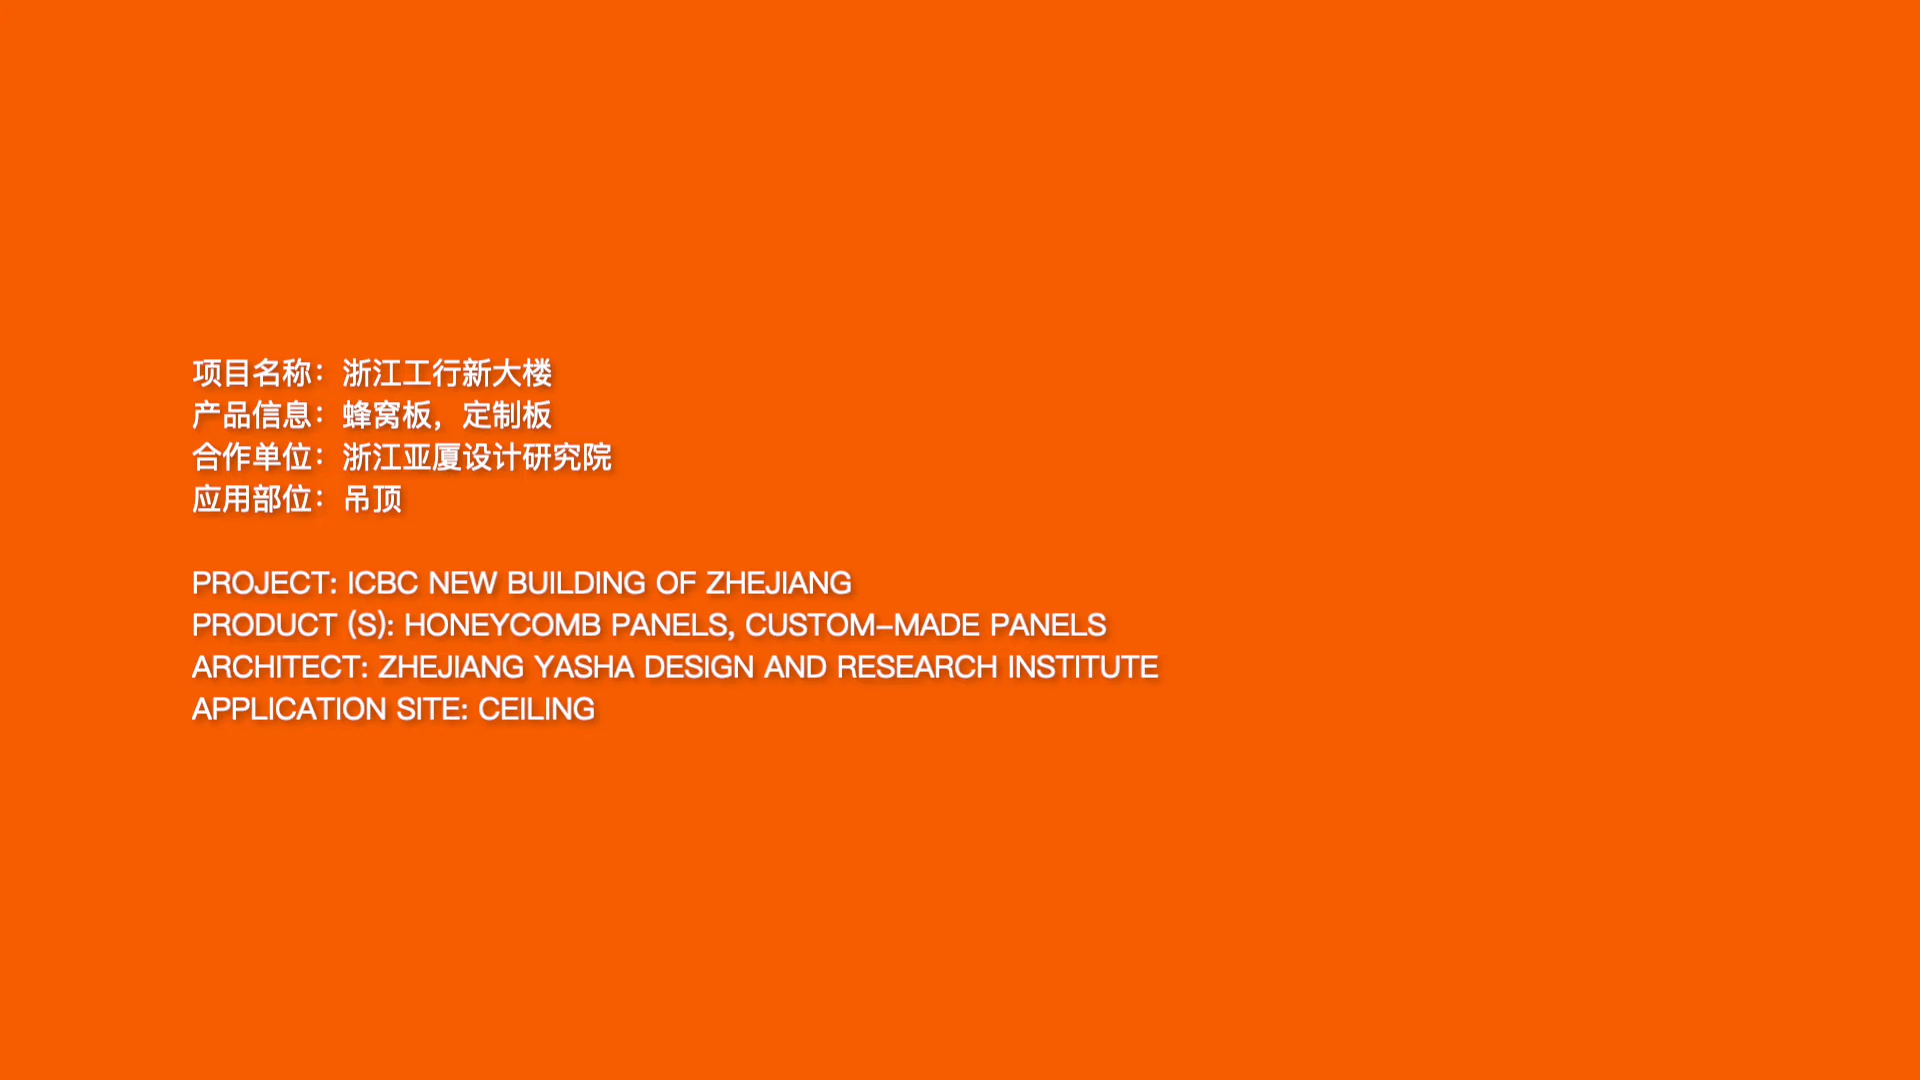 项目名称：浙江工行新大楼
产品信息：蜂窝板，定制板
合作单位：浙江亚厦设计研究院
应用部位：吊顶
PROJECT: ICBC NEW BUILDING OF ZHEJIANG
PRODUCT (S): HONEYCOMB PANELS, CUSTOM-MADE PANELS
ARCHITECT: ZHEJIANG YASHA DESIGN AND RESEARCH INSTITUTE
APPLICATION SITE: CEILING